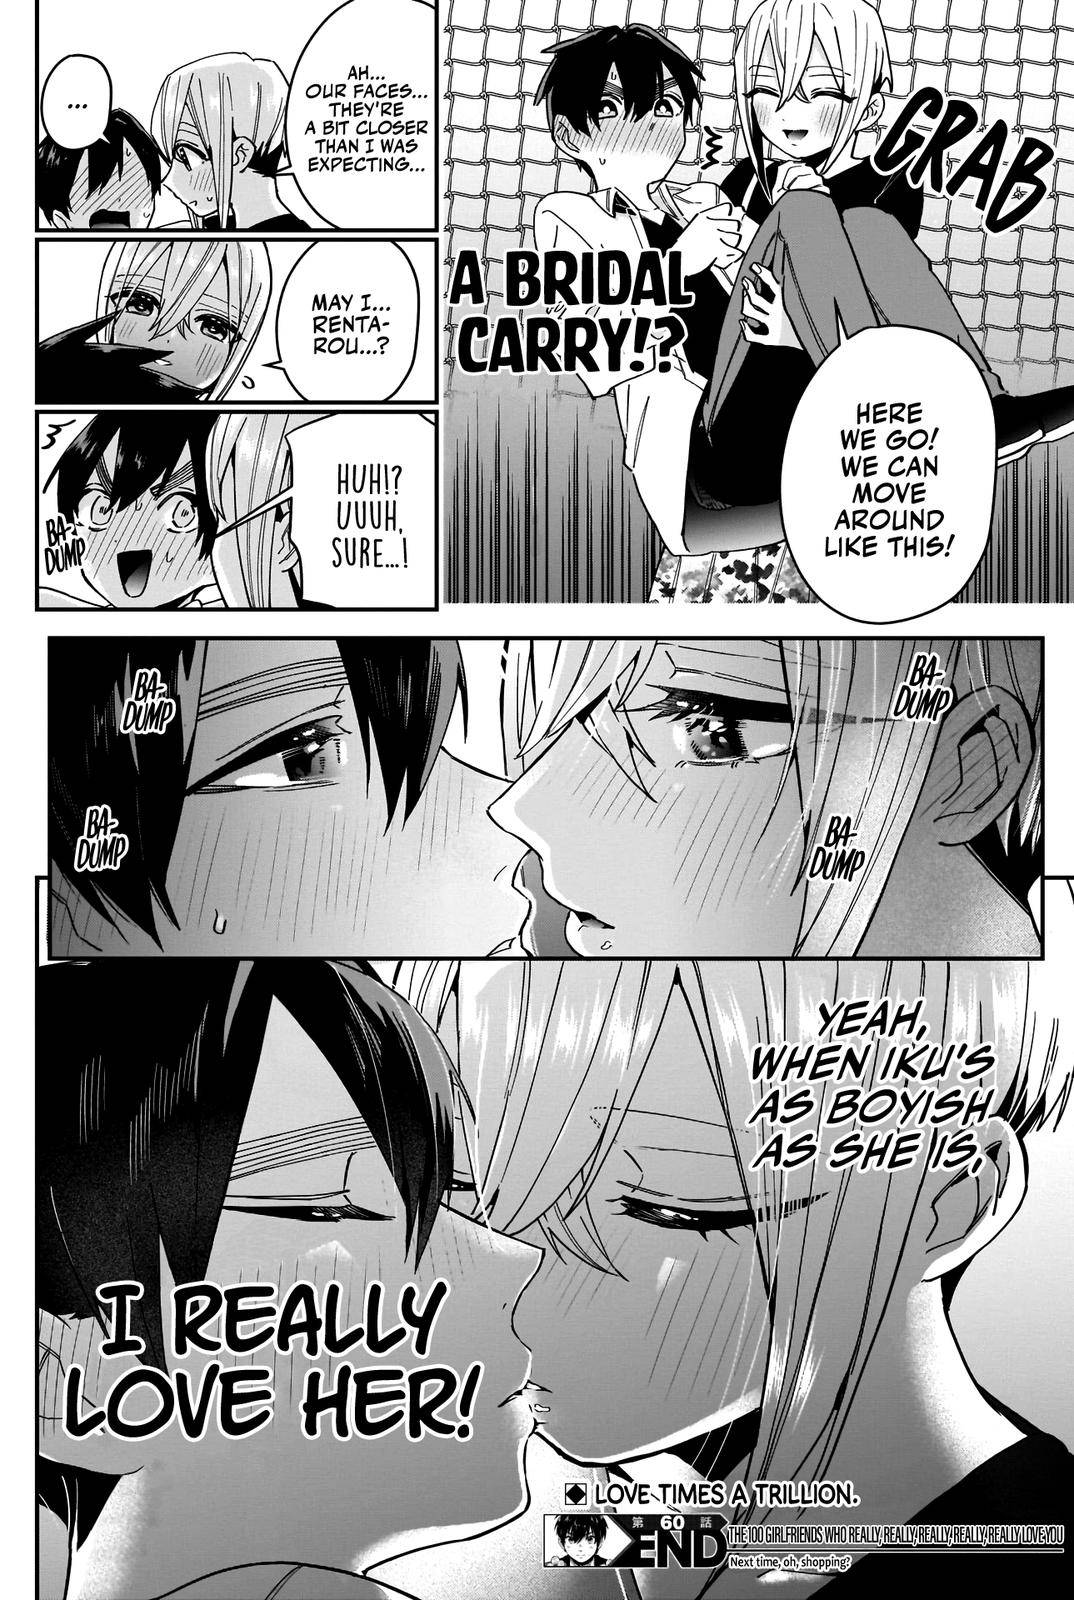 GRAB
A BRIDAL
CARRY!?
HERE
WE GO!
WE CAN
MOVE
AROUND
LIKE THIS!
AH...
OUR FACES...
THEY'RE
A BIT CLOSER
THAN I WAS
EXPECTING...
...
MAY I...
RENTA-
ROU...?
HUH!?
UUUH,
SURE...!
BA-
DUMP
BA-
DUMP
BA-
DUMP
BA-
DUMP
BA-
DUMP
YEAH,
WHEN IKU'S
AS BOYISH
AS SHE IS,
I REALLY
LOVE HER!
LOVE TIMES A TRILLION.
第 60 話
END
THE 100 GIRLFRIENDS WHO REALLY, REALLY, REALLY, REALLY, REALLY LOVE YOU
Next time, oh, shopping?